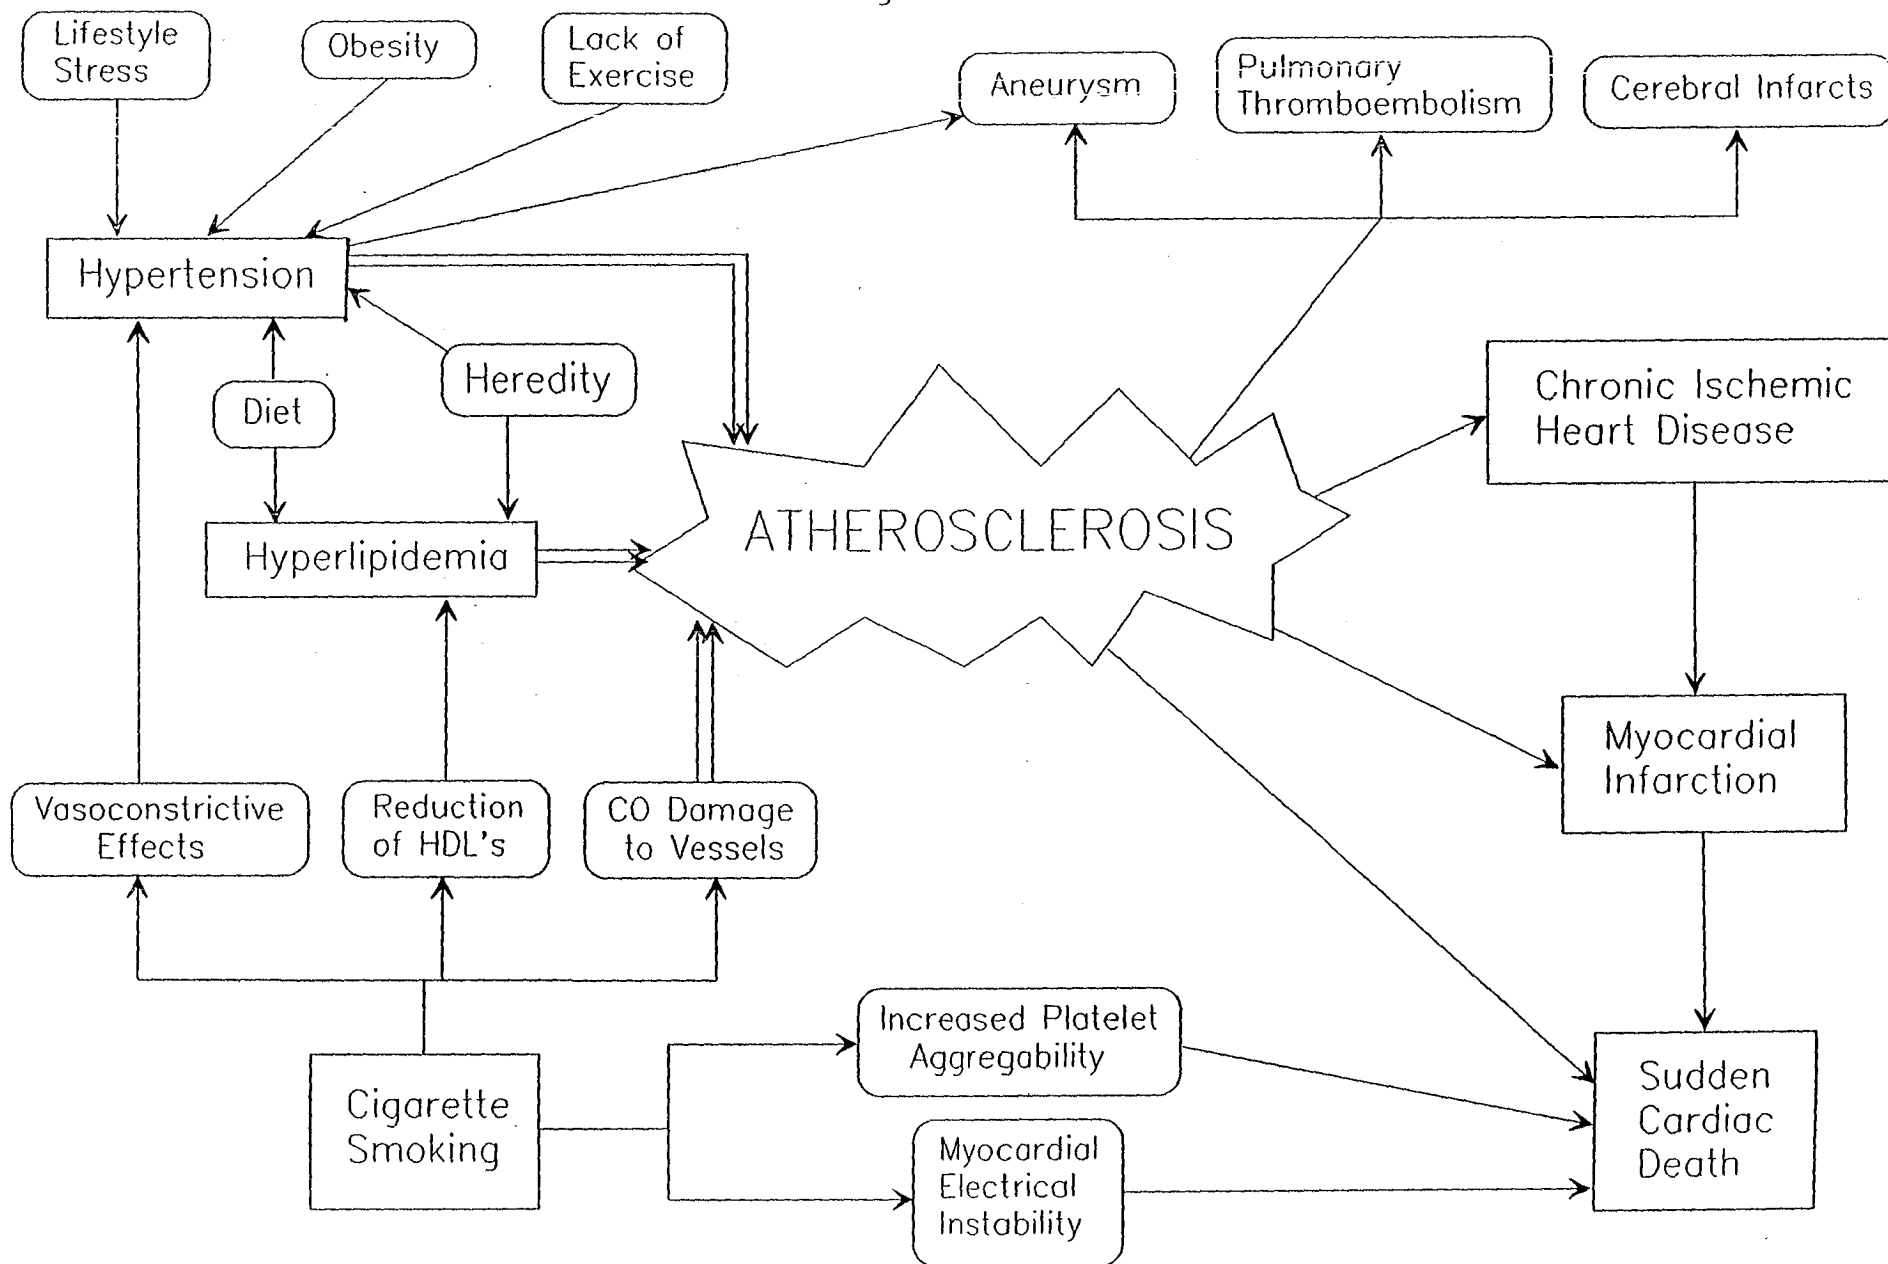 Lifestyle
Stress
Obesity
Lack of
Exercise
Aneurysm
Pulmonary
Thromboembolism
Cerebral Infarcts
Hypertension
Diet
Heredity
Chronic Ischemic
Heart Disease
Hyperlipidemia
ATHEROSCLEROSIS
Myocardial
Infarction
Vasoconstrictive
Effects
Reduction
of HDL's
CO Damage
to Vessels
Increased Platelet
Aggregability
Cigarette
Smoking
Myocardial
Electrical
Instability
Sudden
Cardiac
Death